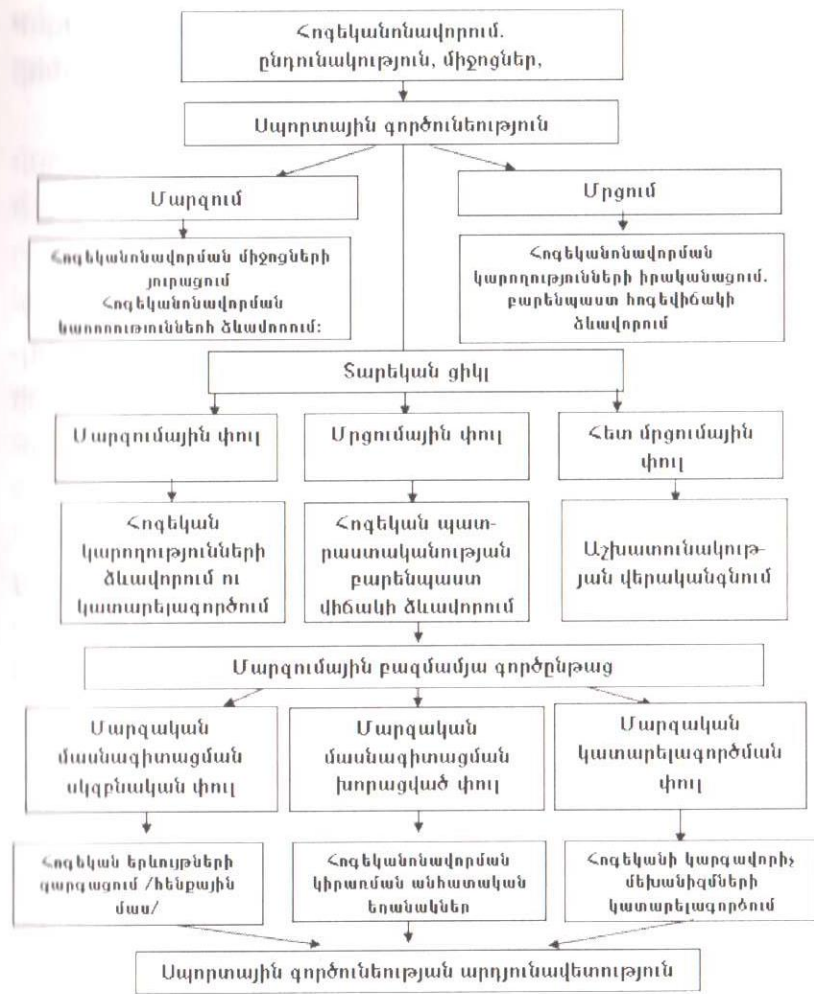 Հոգեկանոնավորում.
ընդունակություն, միջոցներ,
Սպորտային գործունեություն
Մարզում
Մրցում
Հոգեկանոնավորման միջոցների
յուրացում
Հոգեկանոնավորման
կարողությունների ձևավորում:
Հոգեկանոնավորման
կարողությունների իրականացում.
բարենպաստ հոգեվիճակի
ձևավորում
Տարեկան ցիկլ
Մարզումային փուլ
Մրցումային փուլ
Հետ մրցումային
փուլ
Հոգեկան
կարողությունների
ձևավորում ու
կատարելագործում
Հոգեկան պատ-
րաստականության
բարենպաստ
վիճակի ձևավորում
Աշխատունակութ-
յան վերականգնում
Մարզումային բազմամյա գործընթաց
Մարզական
մասնագիտացման
սկզբնական փուլ
Մարզական
մասնագիտացման
խորացված փուլ
Մարզական
կատարելագործման
փուլ
Հոգեկան երևույթների
զարգացում /հենքային
մաս/
Հոգեկանոնավորման
կիրառման անհատական
եղանակներ
Հոգեկանի կարգավորիչ
մեխանիզմների
կատարելագործում
Սպորտային գործունեության արդյունավետություն